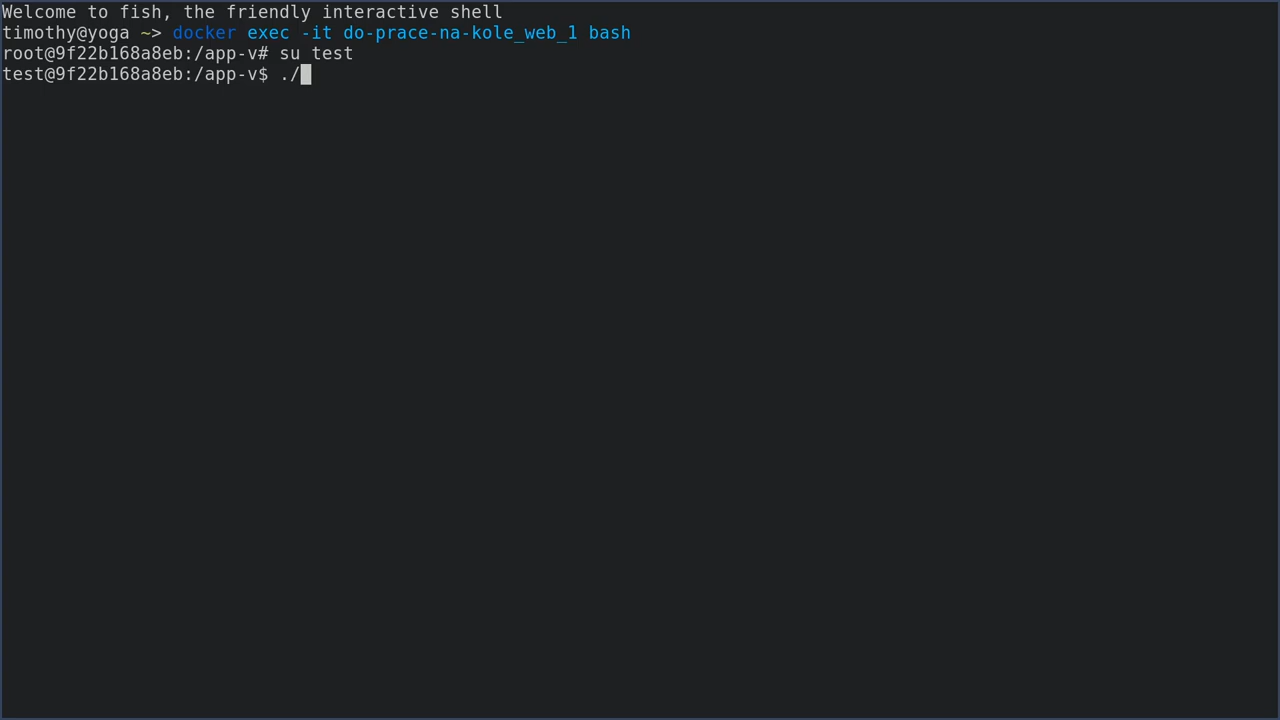 Welcome to fish, the friendly interactive shell
timothy@yoga ~> docker exec -it do-prace-na-kole_web_1 bash
root@9f22b168a8eb:/app-v# su test
test@9f22b168a8eb:/app-v$ ./